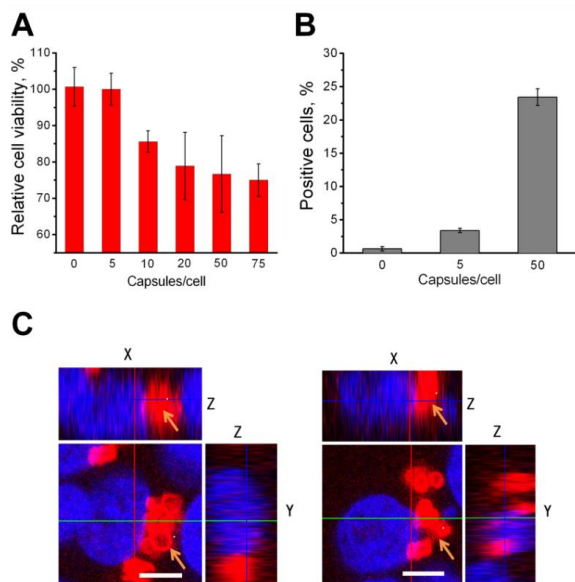 A
Relative cell viability, %
110
100
90
80
70
60
0 5 10 20 50 75
Capsules/cell
B
Positive cells, %
30
25
20
15
10
5
0
0 5 50
Capsules/cell
C
X
Z
Z
Y
X
Z
Z
Y